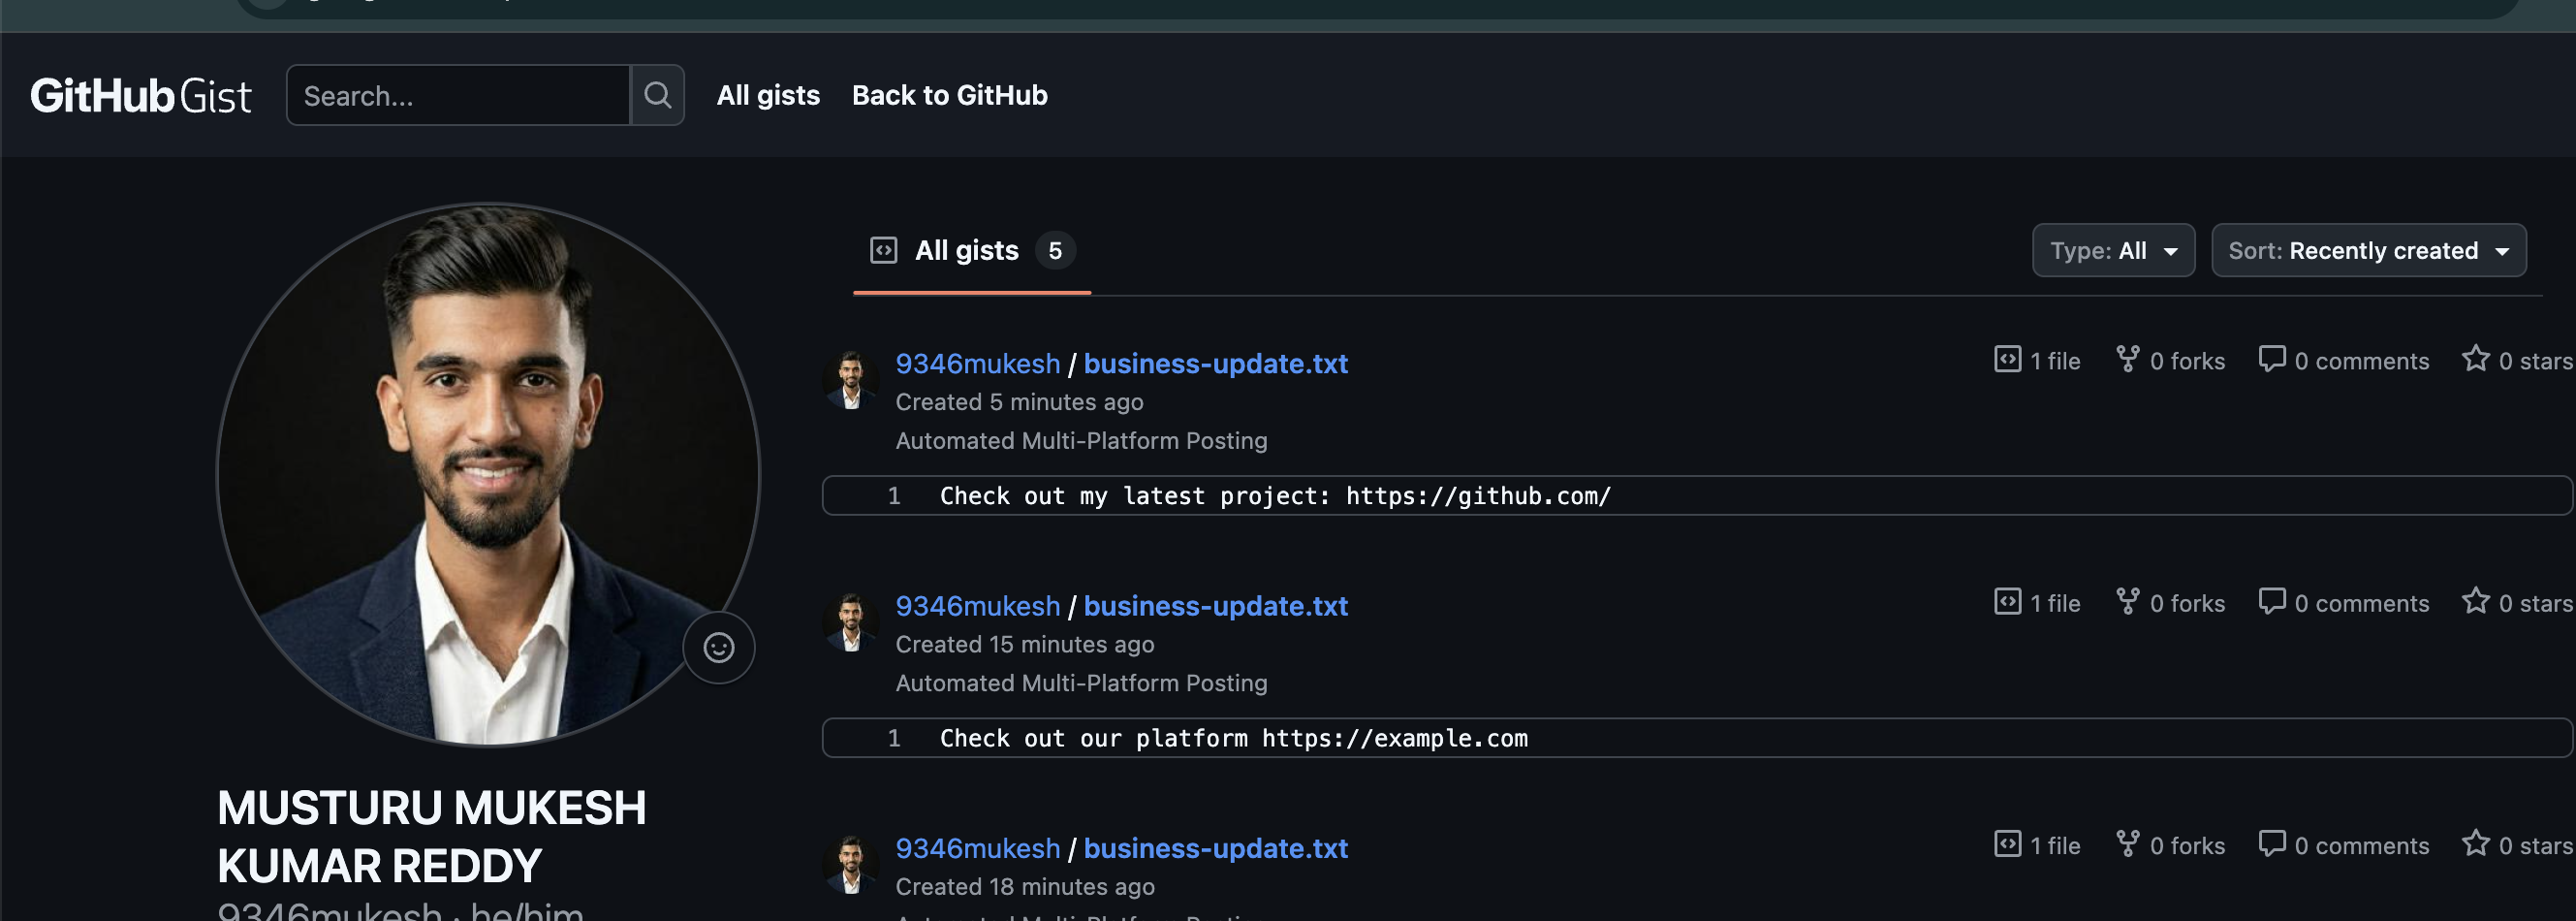 GitHub Gist
Search...
All gists
Back to GitHub
All gists 5
Type: All
Sort: Recently created
9346mukesh / business-update.txt
1 file
0 forks
0 comments
0 stars
Created 5 minutes ago
Automated Multi-Platform Posting
1 Check out my latest project: https://github.com/
9346mukesh / business-update.txt
1 file
0 forks
0 comments
0 stars
Created 15 minutes ago
Automated Multi-Platform Posting
1 Check out our platform https://example.com
MUSTURU MUKESH
KUMAR REDDY
9346mukesh · he/him
9346mukesh / business-update.txt
1 file
0 forks
0 comments
0 stars
Created 18 minutes ago